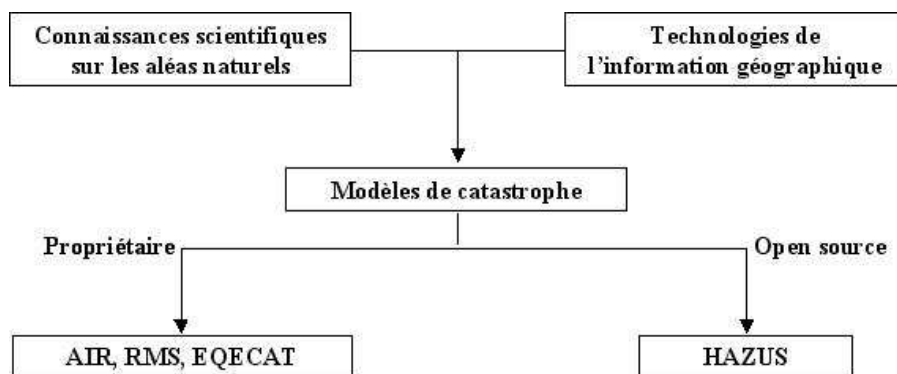 Connaissances scientifiques
sur les aléas naturels
Technologies de
l'information géographique
Modèles de catastrophe
Propriétaire
Open source
AIR, RMS, EQECAT
HAZUS